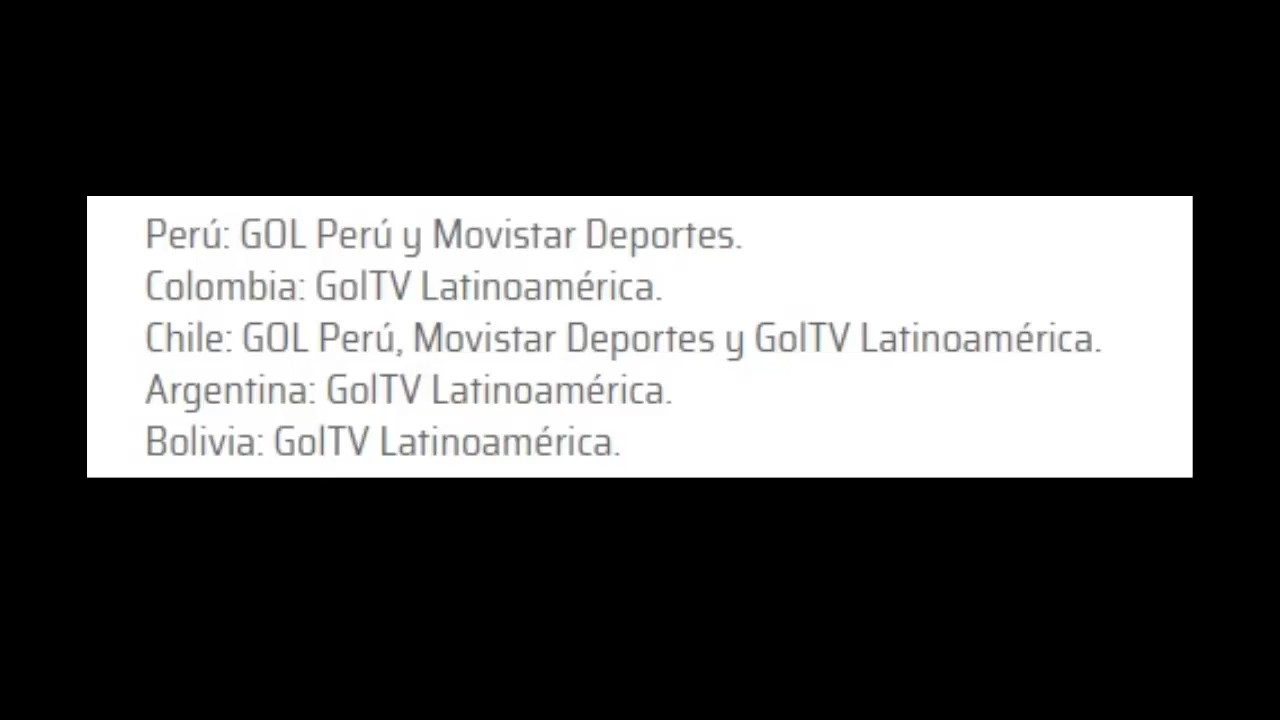 Perú: GOL Perú y Movistar Deportes.
Colombia: GolTV Latinoamérica.
Chile: GOL Perú, Movistar Deportes y GolTV Latinoamérica.
Argentina: GolTV Latinoamérica.
Bolivia: GolTV Latinoamérica.